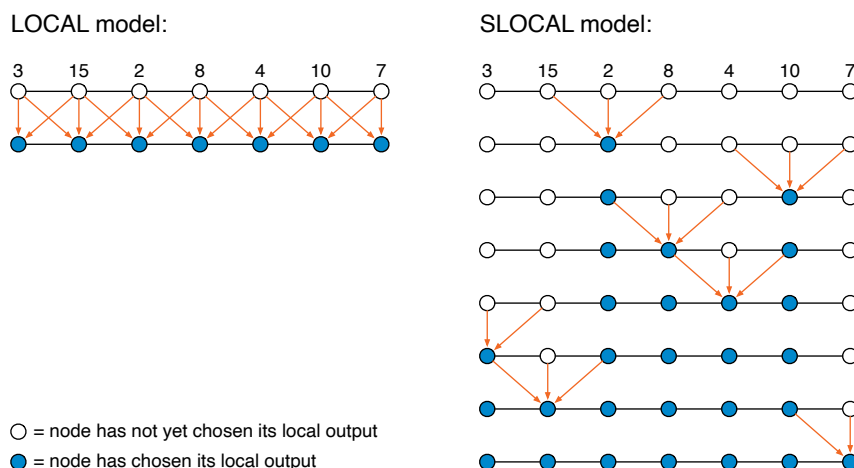 LOCAL model:
3 15 2 8 4 10 7
○ = node has not yet chosen its local output
● = node has chosen its local output
SLOCAL model:
3 15 2 8 4 10 7